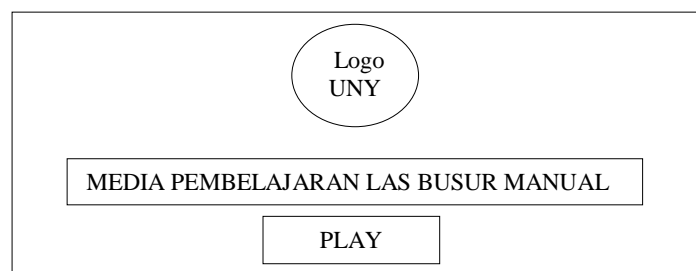 Logo
UNY
MEDIA PEMBELAJARAN LAS BUSUR MANUAL
PLAY